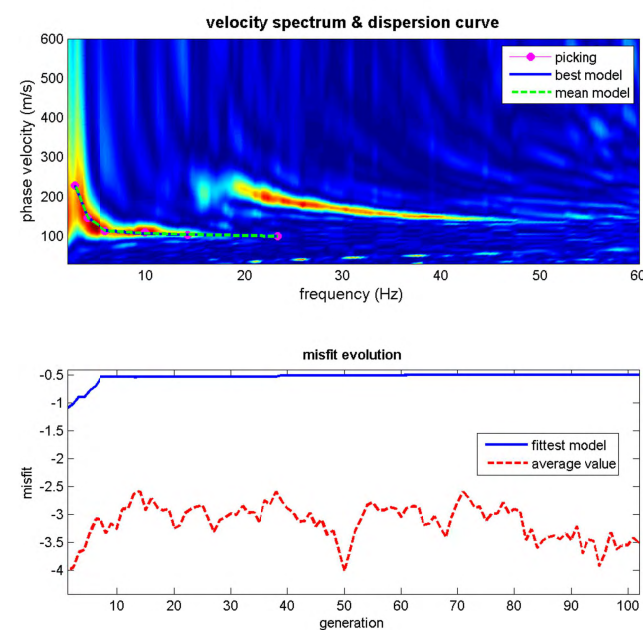 velocity spectrum & dispersion curve
600
500
400
300
200
100
phase velocity (m/s)
picking
best model
mean model
10
20
30
40
50
60
frequency (Hz)
misfit evolution
-0.5
-1
-1.5
-2
-2.5
-3
-3.5
-4
misfit
fittest model
average value
10
20
30
40
50
60
70
80
90
100
generation